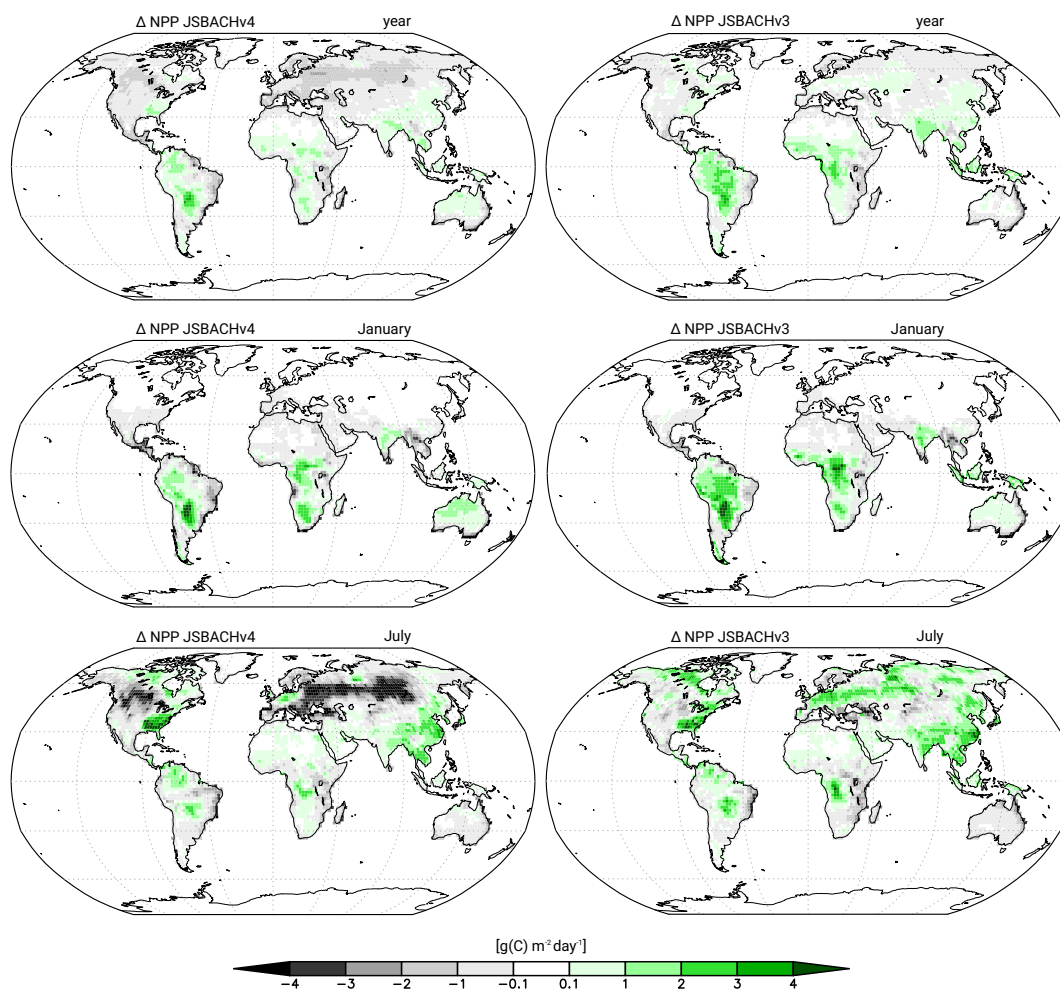 Δ NPP JSBACHv4 year Δ NPP JSBACHv3 year
Δ NPP JSBACHv4 January Δ NPP JSBACHv3 January
Δ NPP JSBACHv4 July Δ NPP JSBACHv3 July
[g(C) m⁻² day⁻¹]
−4 −3 −2 −1 −0.1 0.1 1 2 3 4